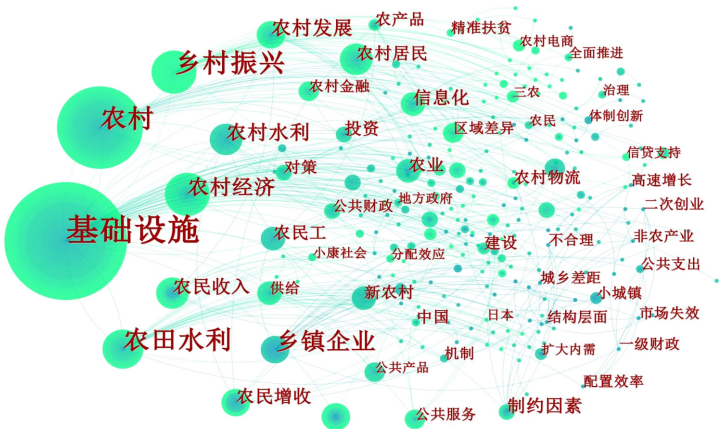 农村发展
农产品
精准扶贫
农村电商
全面推进
乡村振兴
农村居民
农村金融
信息化
三农
治理
农村
农村水利
投资
区域差异
农民
体制创新
对策
农业
信贷支持
农村经济
公共财政
地方政府
农村物流
高速增长
二次创业
基础设施
农民工
小康社会
分配效应
建设
不合理
非农产业
公共支出
农民收入
供给
新农村
城乡差距
小城镇
农田水利
乡镇企业
中国
日本
结构层面
市场失效
公共产品
机制
扩大内需
一级财政
配置效率
农民增收
公共服务
制约因素